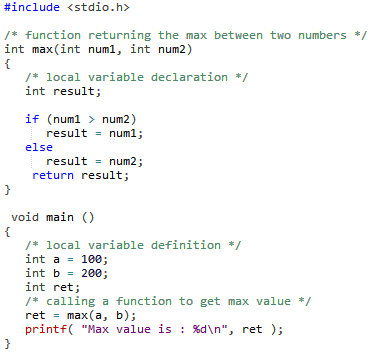 #include <stdio.h>

/* function returning the max between two numbers */
int max(int num1, int num2)
{
   /* local variable declaration */
   int result;

   if (num1 > num2)
      result = num1;
   else
      result = num2;
    return result;
}

 void main ()
{
   /* local variable definition */
   int a = 100;
   int b = 200;
   int ret;
   /* calling a function to get max value */
   ret = max(a, b);
   printf( "Max value is : %d\n", ret );
}